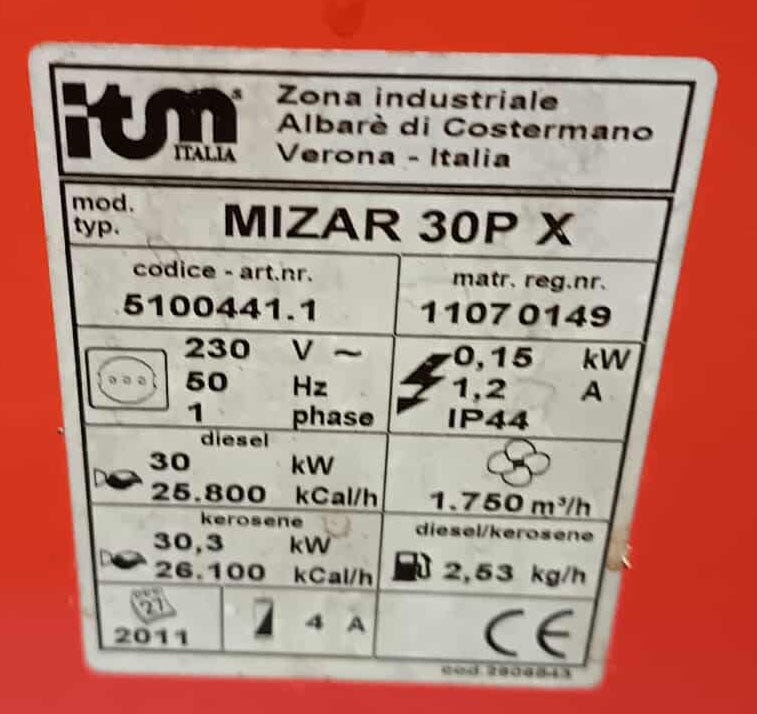 itm
ITALIA
Zona industriale
Albarè di Costermano
Verona - Italia
mod.
typ.
MIZAR 30P X
codice - art.nr.
5100441.1
matr. reg.nr.
11070149
230 V ~
50 Hz
1 phase
0,15 kW
1,2 A
IP44
diesel
30 kW
25.800 kCal/h
1.750 m³/h
kerosene
30,3 kW
26.100 kCal/h
diesel/kerosene
2,53 kg/h
27
2011
4 A
CE
cod.